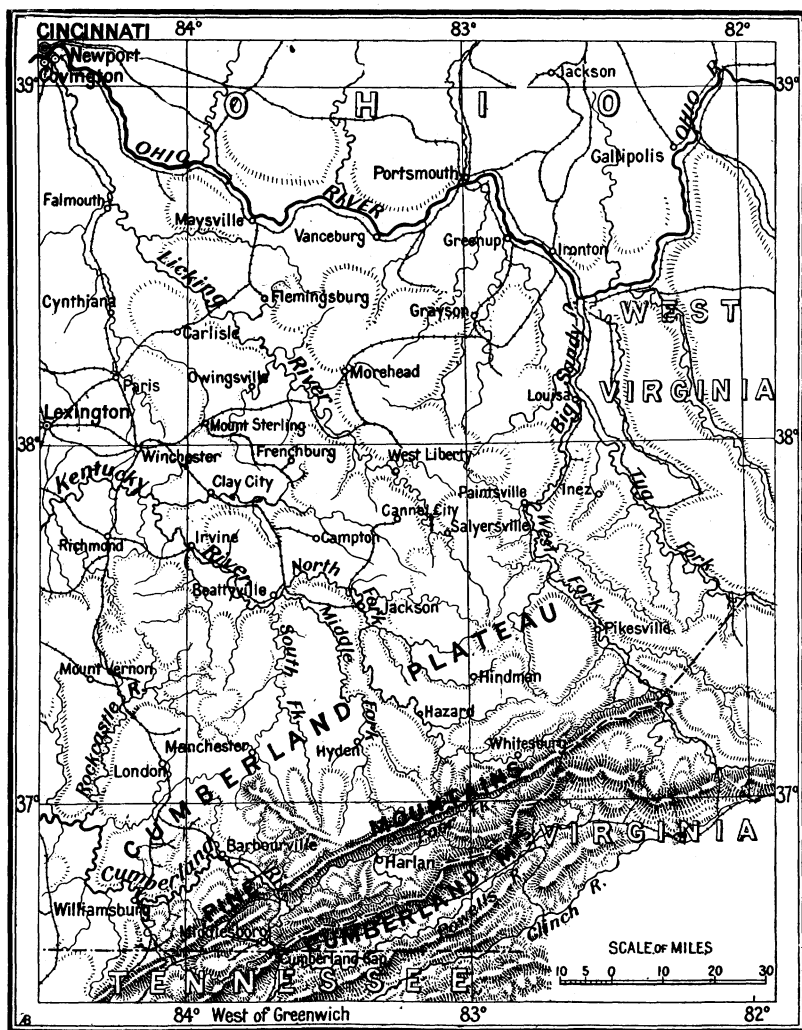 CINCINNATI
84° 83° 82°
Newport
Covington
39°
Jackson
OHIO
OHIO
Gallipolis
OHIO R.
Portsmouth
RIVER
Falmouth
Maysville
Vanceburg
Greenup
Ironton
Licking
River
Cynthiana
Flemingsburg
Grayson
WEST
VIRGINIA
Carlisle
Owingsville
Morehead
Paris
Louisa
Big Sandy R.
Lexington
Mount Sterling
38° 38°
Winchester
Frenchburg
West Liberty
Kentucky
River
Clay City
Paintsville
Inez
Tug
Fork
Cannel City
Salyersville
West
Fork
Richmond
Irvine
Campton
North
Fork
Beattyville
Jackson
South
Fk.
Middle
Fork
Pikesville
CUMBERLAND PLATEAU
Mount Vernon
Hindman
Rockcastle R.
Hazard
Manchester
Hyden
Whitesburg
London
37° 37°
PINE MOUNTAINS
Poor Fk.
VIRGINIA
Barbourville
Cumberland R.
Harlan
CUMBERLAND MTS.
Williamsburg
Powells R.
Clinch R.
Middlesboro
Cumberland Gap
TENNESSEE
SCALE OF MILES
10 5 0 10 20 30
84° West of Greenwich 83° 82°